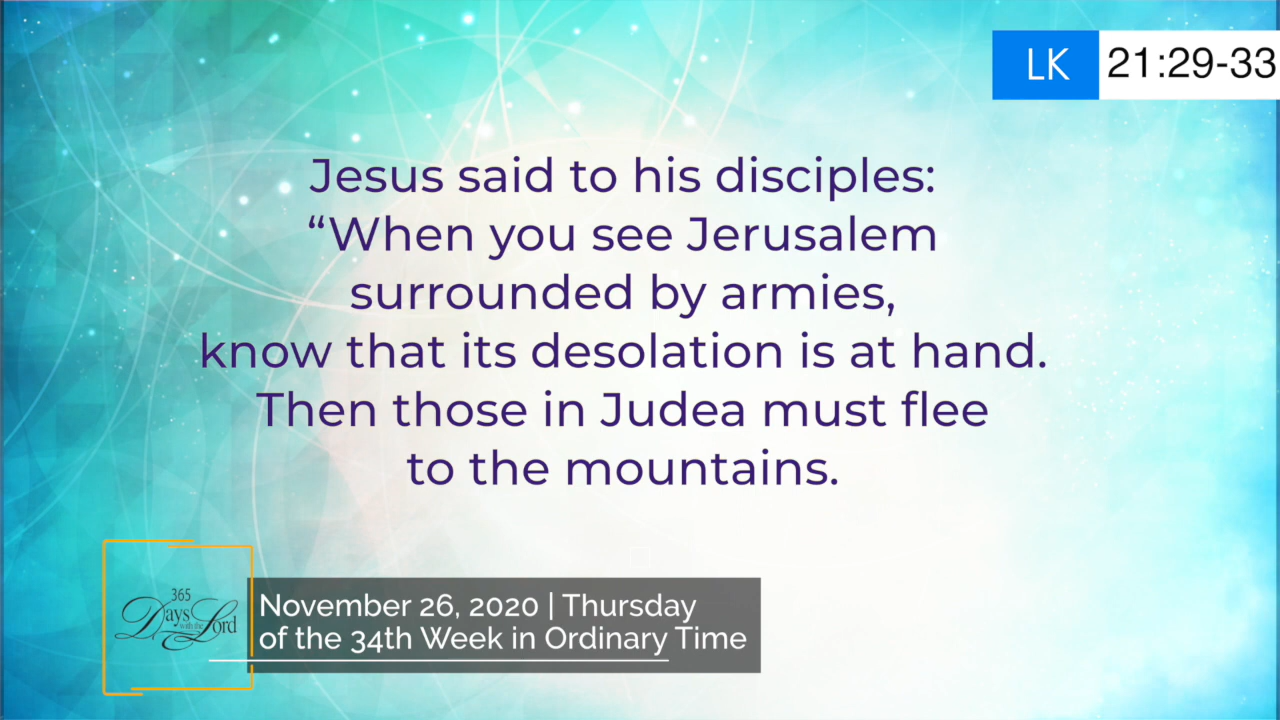 LK 21:29-33
Jesus said to his disciples:
“When you see Jerusalem
surrounded by armies,
know that its desolation is at hand.
Then those in Judea must flee
to the mountains.
365
Days
with the
Lord
November 26, 2020 | Thursday
of the 34th Week in Ordinary Time